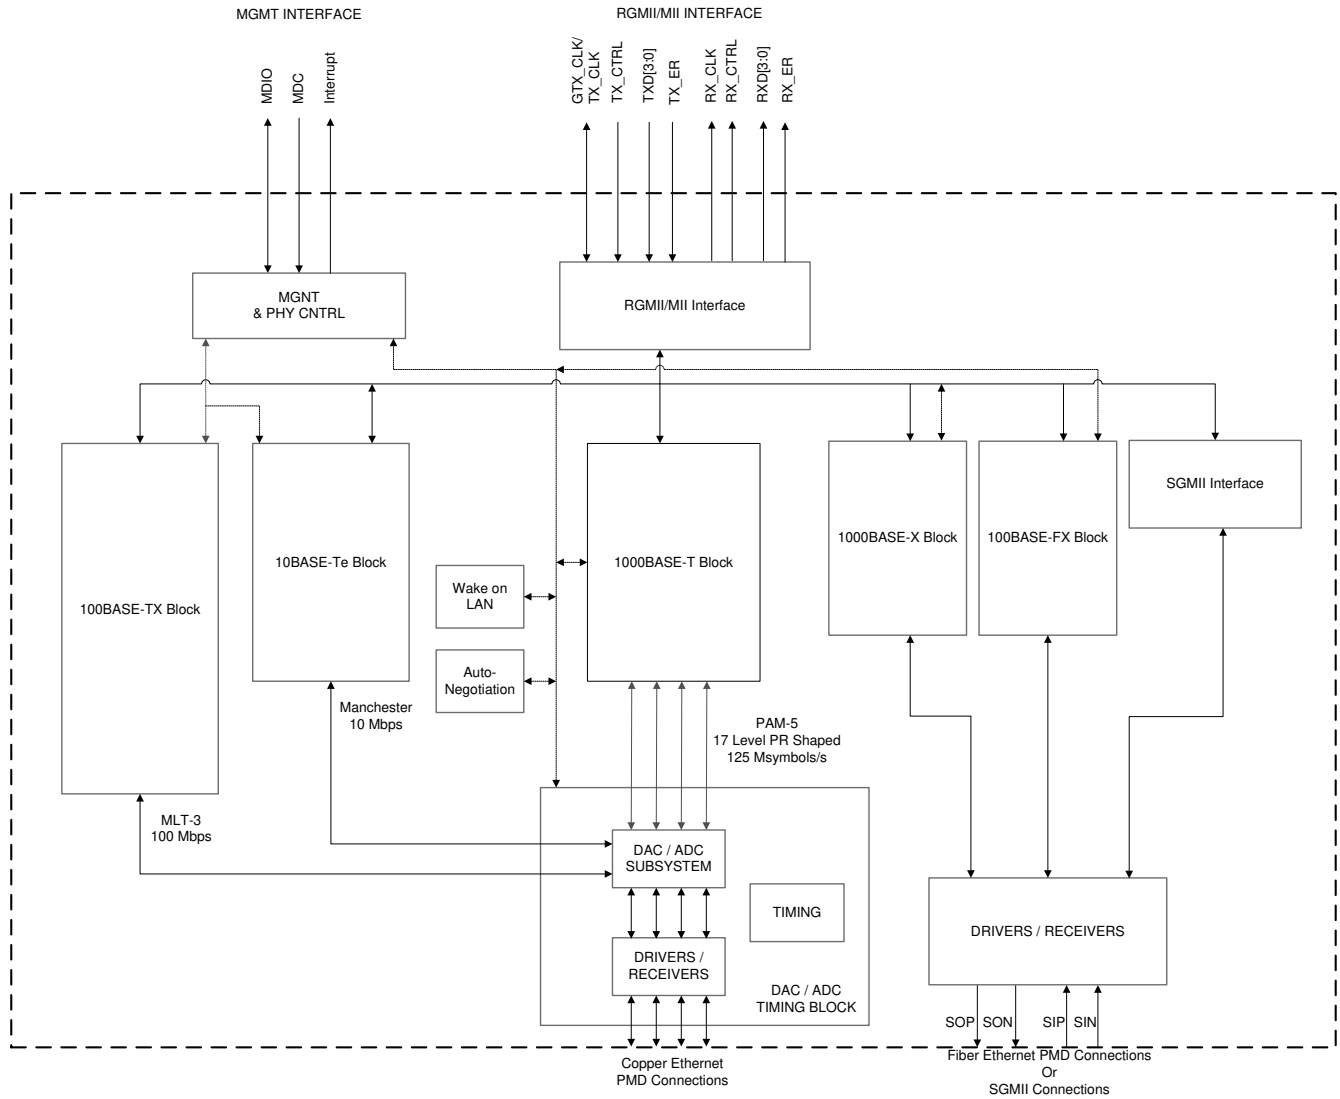 MGMT INTERFACE
RGMII/MII INTERFACE
MDIO
MDC
Interrupt
GTX_CLK/
TX_CLK
TX_CTRL
TXD[3:0]
TX_ER
RX_CLK
RX_CTRL
RXD[3:0]
RX_ER
MGNT
& PHY CNTRL
RGMII/MII Interface
100BASE-TX Block
10BASE-Te Block
Wake on
LAN
Auto-
Negotiation
1000BASE-T Block
1000BASE-X Block
100BASE-FX Block
SGMII Interface
Manchester
10 Mbps
PAM-5
17 Level PR Shaped
125 Msymbols/s
MLT-3
100 Mbps
DAC / ADC
SUBSYSTEM
TIMING
DRIVERS /
RECEIVERS
DAC / ADC
TIMING BLOCK
DRIVERS / RECEIVERS
SOP
SON
SIP
SIN
Copper Ethernet
PMD Connections
Fiber Ethernet PMD Connections
Or
SGMII Connections